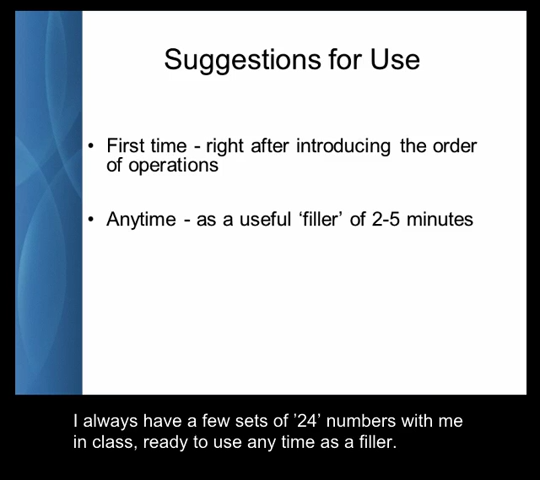 Suggestions for Use
• First time - right after introducing the order
of operations
• Anytime - as a useful ‘filler’ of 2-5 minutes
I always have a few sets of ’24’ numbers with me
in class, ready to use any time as a filler.